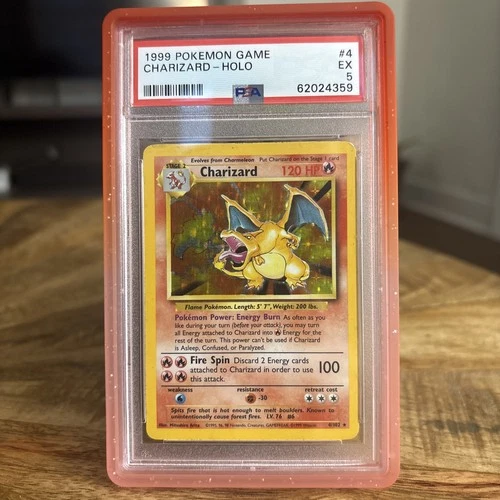 1999 POKEMON GAME #4
CHARIZARD-HOLO EX
5
PSA 62024359
Evolves from Charmeleon Put Charizard on the Stage 1 card
STAGE 2
Charizard 120 HP
Flame Pokémon. Length: 5' 7", Weight: 200 lbs.
Pokémon Power: Energy Burn As often as you
like during your turn (before your attack), you may turn
all Energy attached to Charizard into Energy for the
rest of the turn. This power can't be used if Charizard
is Asleep, Confused, or Paralyzed.
Fire Spin Discard 2 Energy cards
attached to Charizard in order to use 100
this attack.
weakness resistance retreat cost
-30
Spits fire that is hot enough to melt boulders. Known to
unintentionally cause forest fires. LV. 76 #6
Illus. Mitsuhiro Arita 4/102